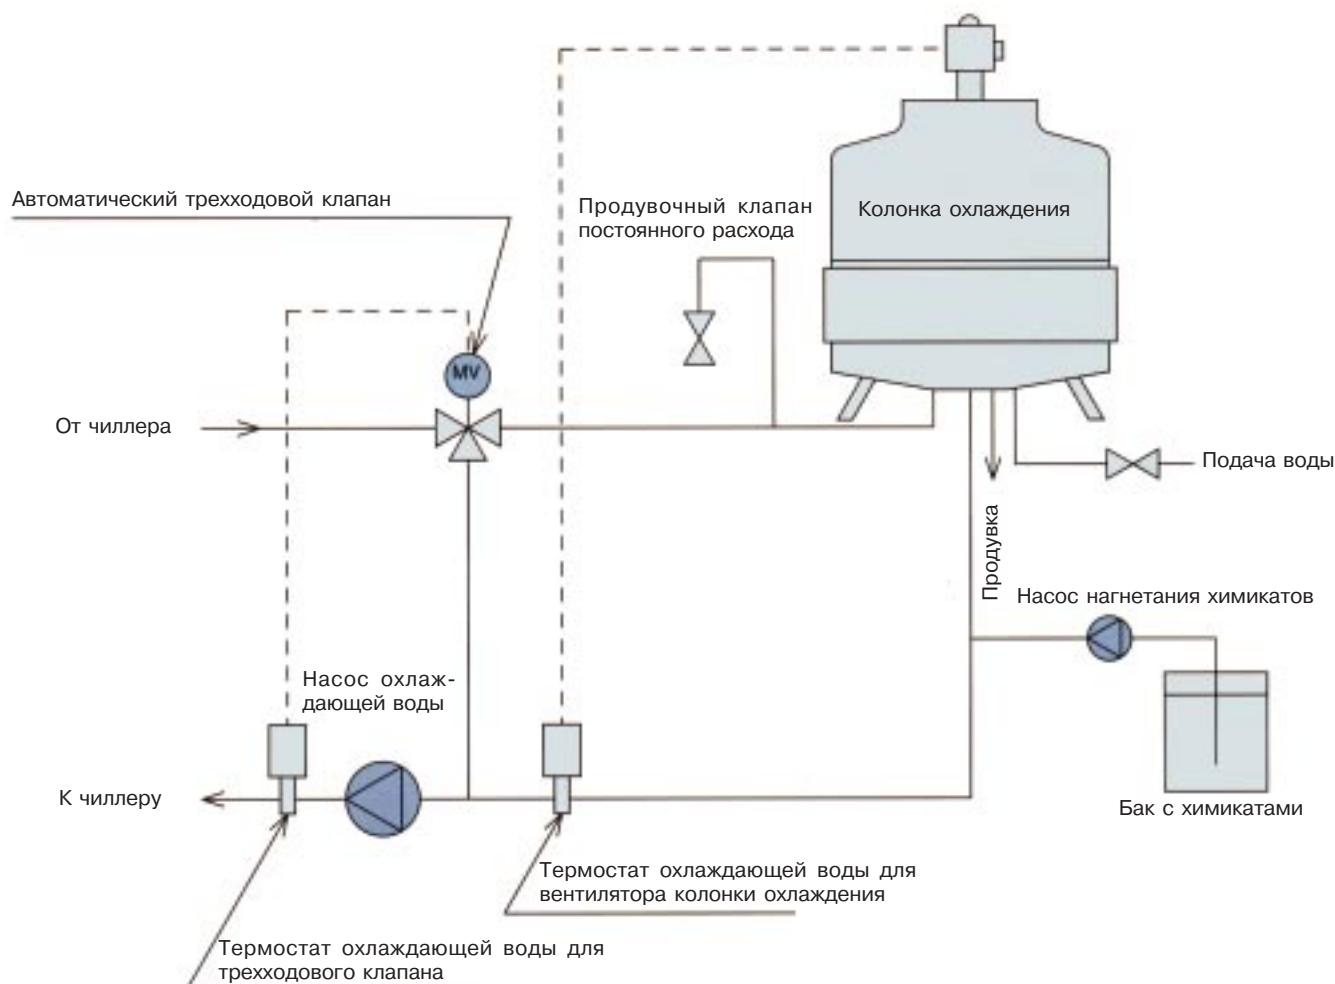 Автоматический трехходовой клапан
Продувочный клапан
постоянного расхода
Колонка охлаждения
MV
От чиллера
Подача воды
Продувка
Насос нагнетания химикатов
Насос охлаж-
дающей воды
К чиллеру
Бак с химикатами
Термостат охлаждающей воды для
вентилятора колонки охлаждения
Термостат охлаждающей воды для
трехходового клапана